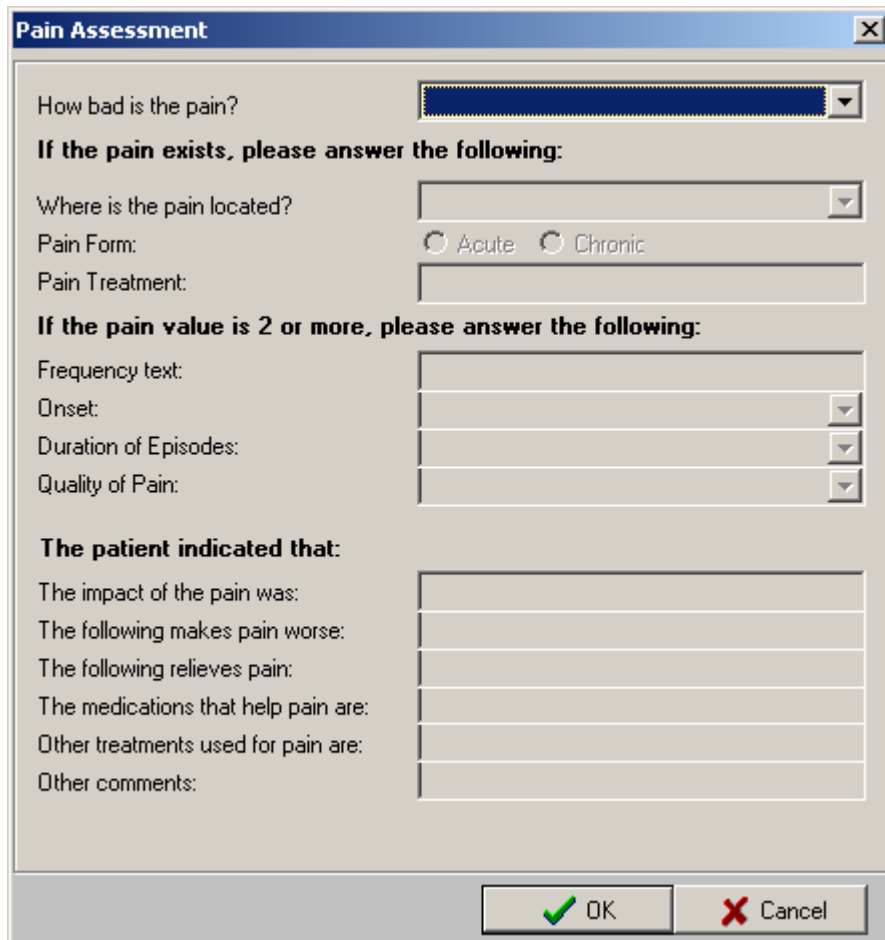 Pain Assessment
How bad is the pain?
If the pain exists, please answer the following:
Where is the pain located?
Pain Form: Acute Chronic
Pain Treatment:
If the pain value is 2 or more, please answer the following:
Frequency text:
Onset:
Duration of Episodes:
Quality of Pain:
The patient indicated that:
The impact of the pain was:
The following makes pain worse:
The following relieves pain:
The medications that help pain are:
Other treatments used for pain are:
Other comments:
OK Cancel